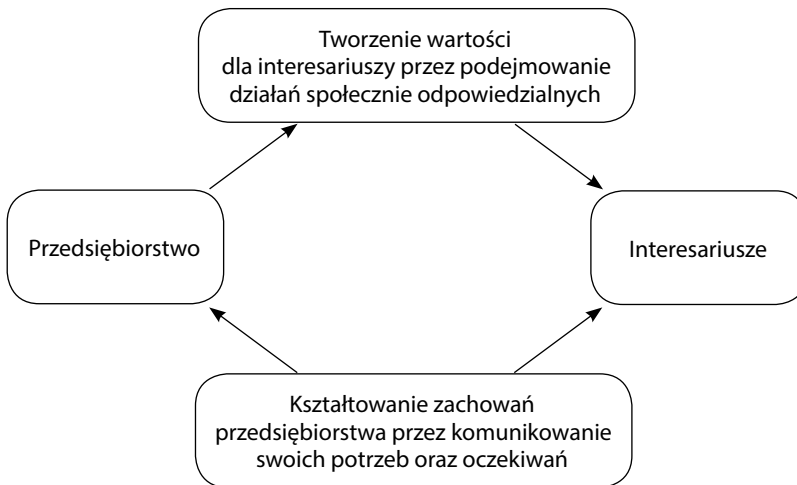 Tworzenie wartości
dla interesariuszy przez podejmowanie
działań społecznie odpowiedzialnych
Przedsiębiorstwo
Interesariusze
Kształtowanie zachowań
przedsiębiorstwa przez komunikowanie
swoich potrzeb oraz oczekiwań